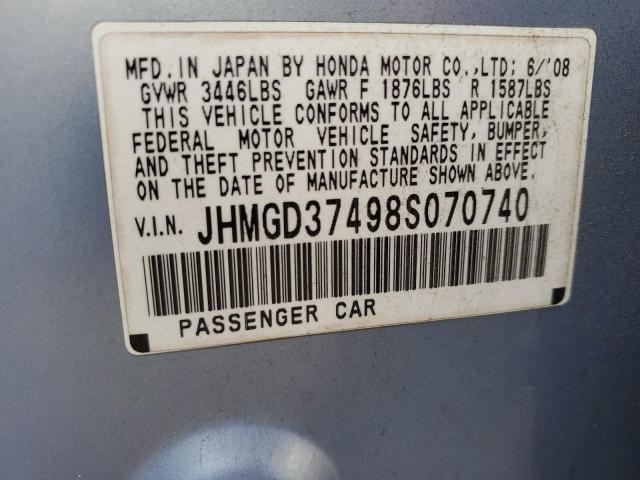 MFD. IN JAPAN BY HONDA MOTOR CO.,LTD; 6/'08
GVWR 3446LBS GAWR F 1876LBS R 1587LBS
THIS VEHICLE CONFORMS TO ALL APPLICABLE
FEDERAL MOTOR VEHICLE SAFETY, BUMPER,
AND THEFT PREVENTION STANDARDS IN EFFECT
ON THE DATE OF MANUFACTURE SHOWN ABOVE.
V.I.N. JHMGD37498S070740
PASSENGER CAR